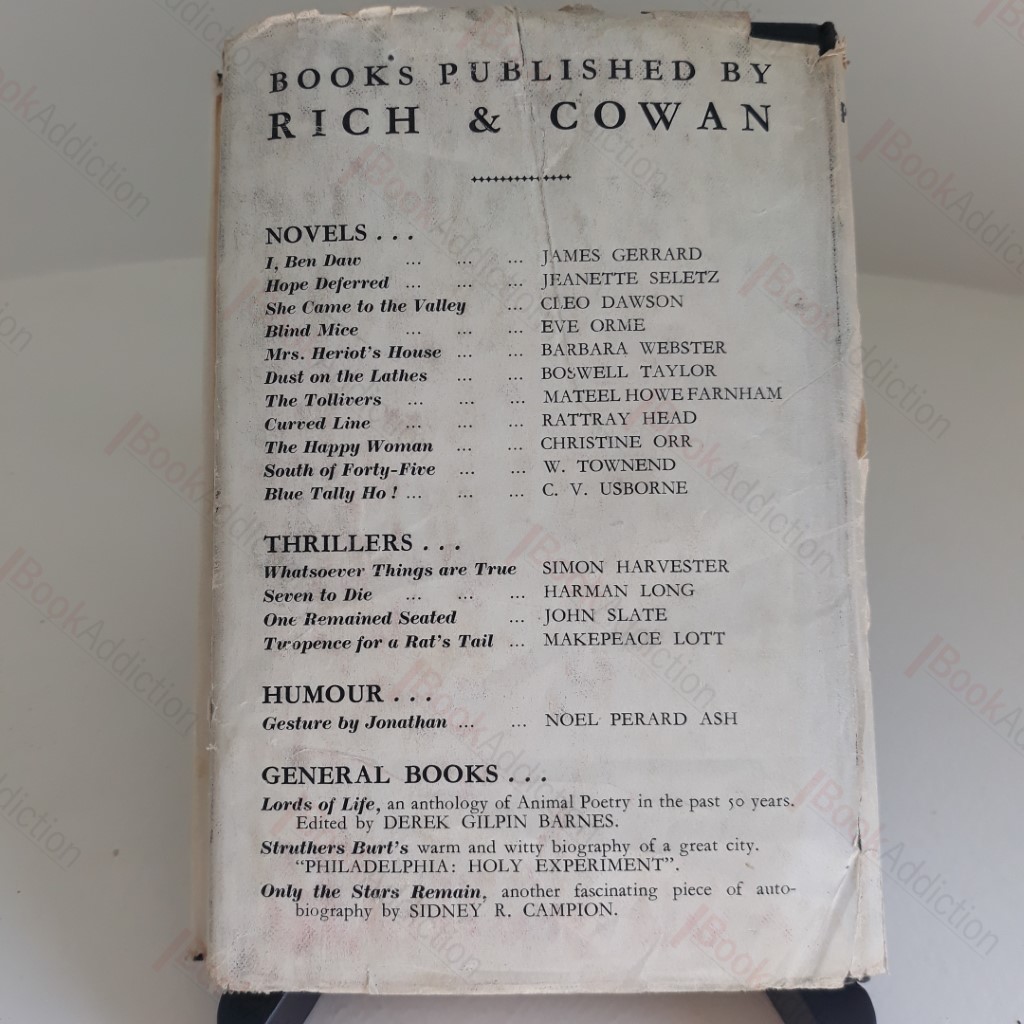 BOOKS PUBLISHED BY
RICH & COWAN
NOVELS . . .
I, Ben Daw ... ... ... JAMES GERRARD
Hope Deferred ... ... ... JEANETTE SELETZ
She Came to the Valley ... CLEO DAWSON
Blind Mice ... ... ... EVE ORME
Mrs. Heriot's House ... ... BARBARA WEBSTER
Dust on the Lathes ... ... BOSWELL TAYLOR
The Tollivers ... ... ... MATEEL HOWE FARNHAM
Curved Line ... ... ... RATTRAY HEAD
The Happy Woman ... ... CHRISTINE ORR
South of Forty-Five ... ... W. TOWNEND
Blue Tally Ho ! ... ... ... C. V. USBORNE
THRILLERS . . .
Whatsoever Things are True SIMON HARVESTER
Seven to Die ... ... ... HARMAN LONG
One Remained Seated ... JOHN SLATE
Twopence for a Rat's Tail ... MAKEPEACE LOTT
HUMOUR . . .
Gesture by Jonathan ... ... NOEL PERARD ASH
GENERAL BOOKS . . .
Lords of Life, an anthology of Animal Poetry in the past 50 years.
Edited by DEREK GILPIN BARNES.
Struthers Burt's warm and witty biography of a great city.
"PHILADELPHIA: HOLY EXPERIMENT".
Only the Stars Remain, another fascinating piece of auto-
biography by SIDNEY R. CAMPION.
BookAddiction